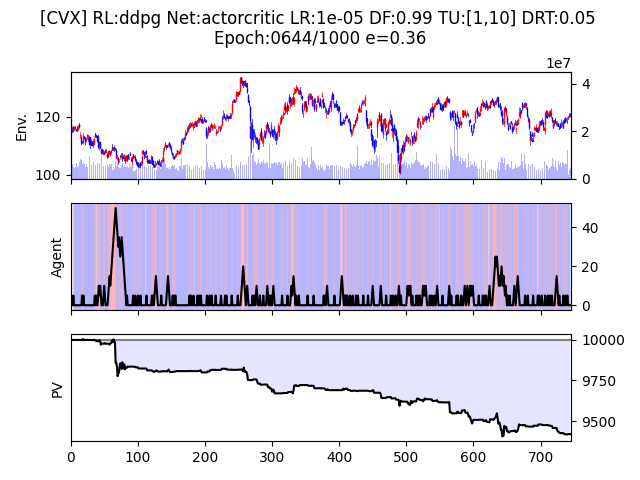 [CVX] RL:ddpg Net:actorcritic LR:1e-05 DF:0.99 TU:[1,10] DRT:0.05
Epoch:0644/1000 e=0.36
1e7
Env.
120
100
4
2
0
Agent
40
20
0
PV
10000
9750
9500
0 100 200 300 400 500 600 700